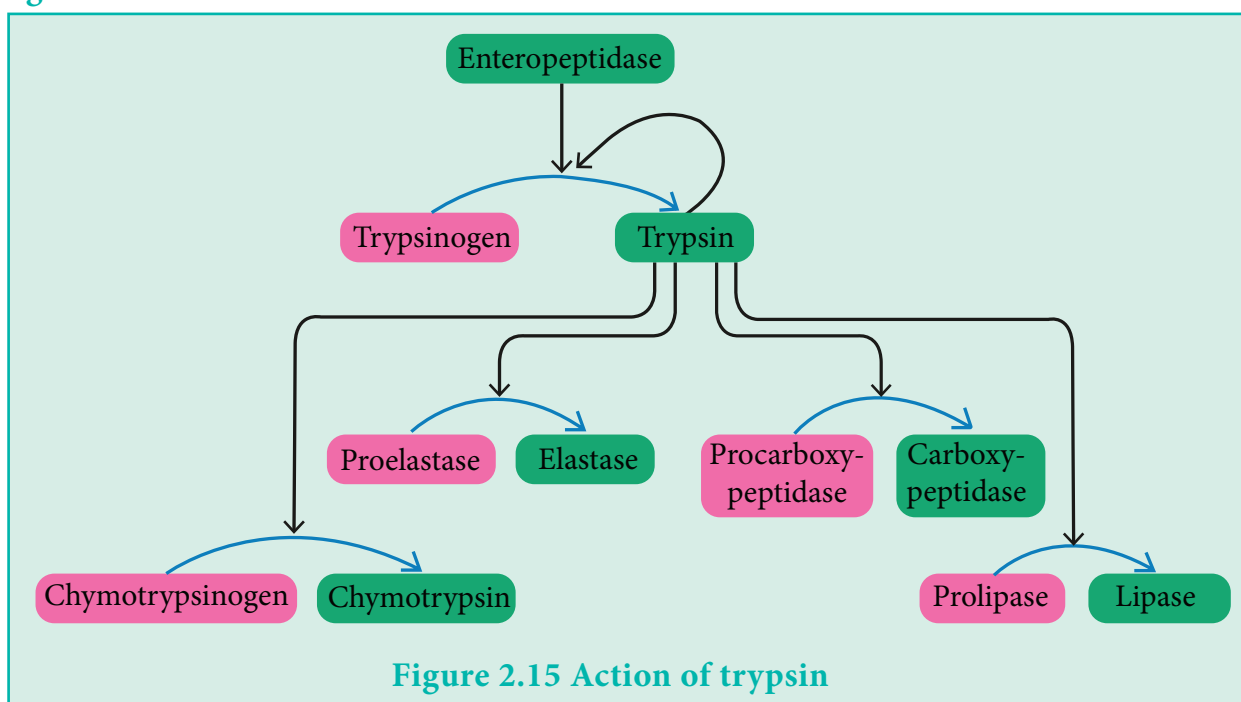 Enteropeptidase
Trypsinogen
Trypsin
Proelastase
Elastase
Procarboxy-
peptidase
Carboxy-
peptidase
Chymotrypsinogen
Chymotrypsin
Prolipase
Lipase
Figure 2.15 Action of trypsin